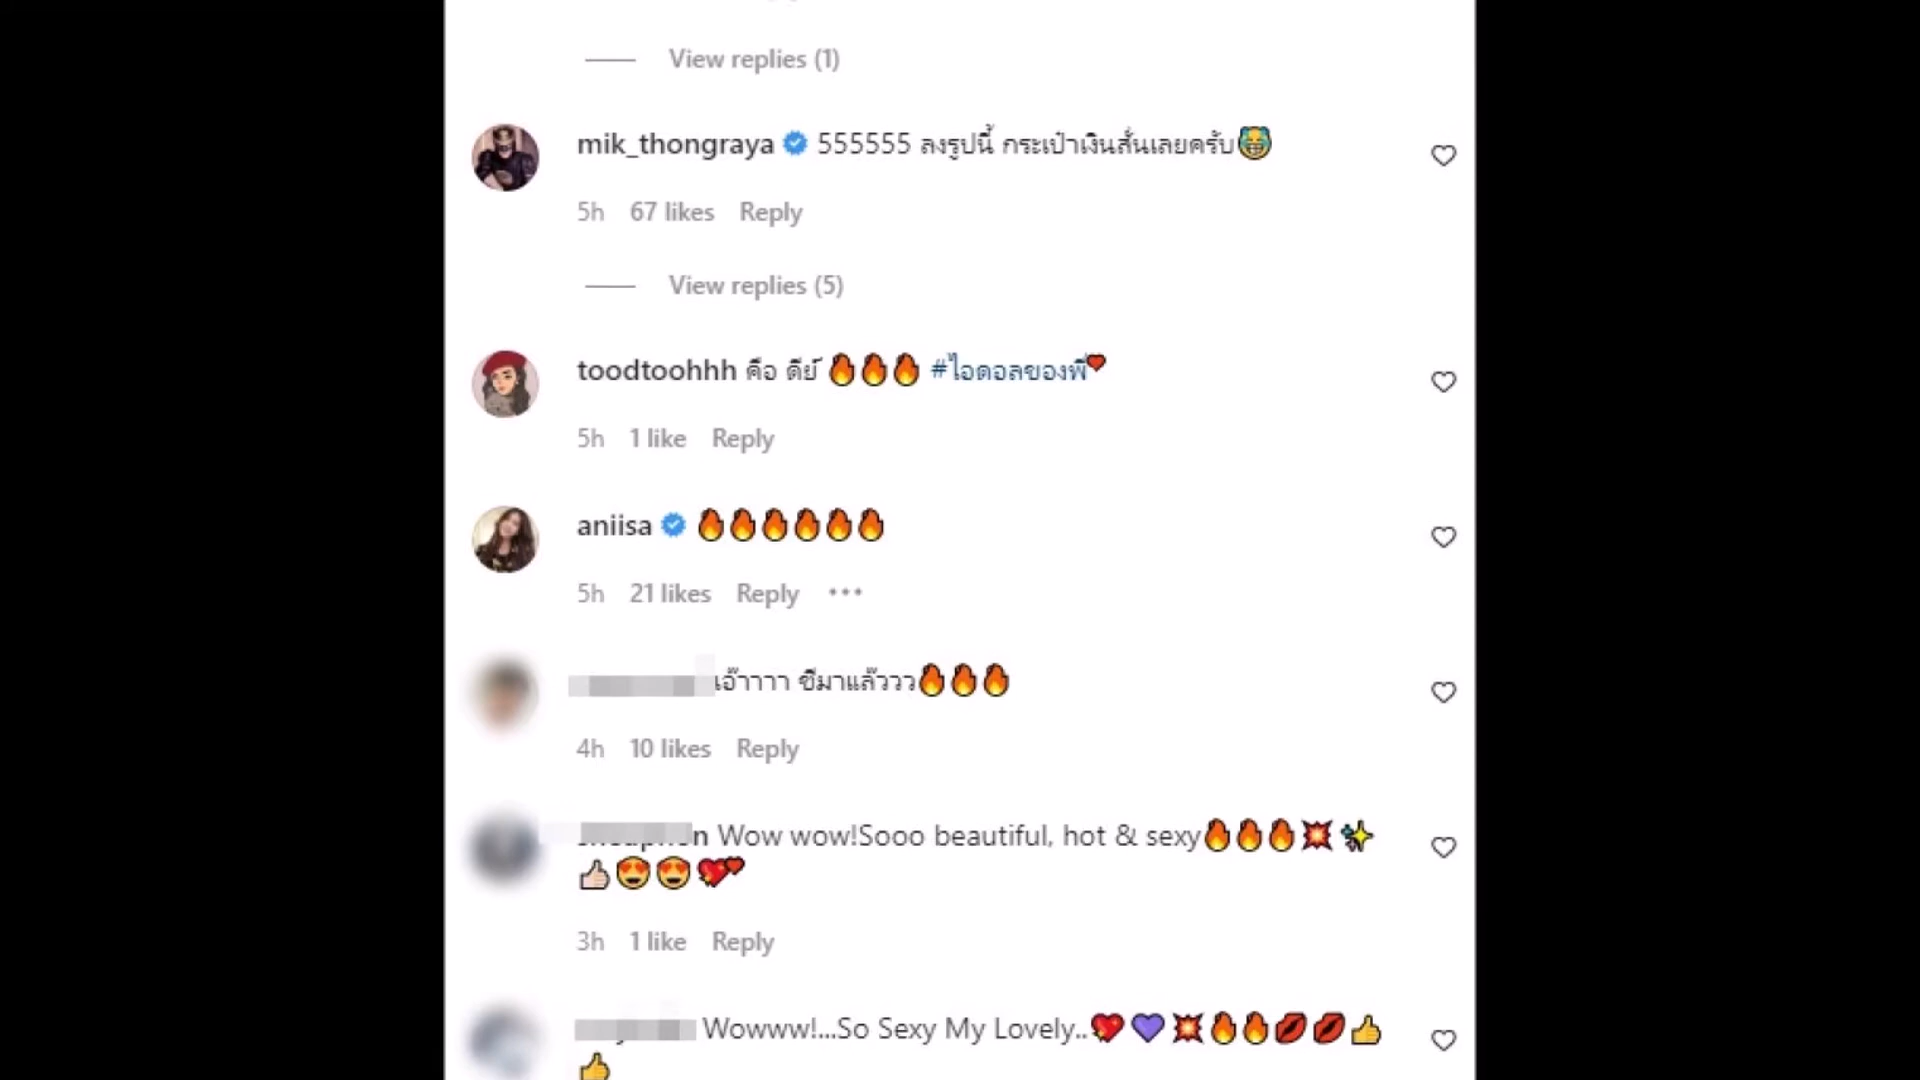 View replies (1)
mik_thongraya 555555 ลงรูปนี้ กระเป๋าเงินสั่นเลยครับ😹
5h 67 likes Reply
View replies (5)
toodtoohhh คือ ดีย์ 🔥🔥🔥 #ไอดอลของพี่❤
5h 1 like Reply
aniisa 🔥🔥🔥🔥🔥🔥
5h 21 likes Reply •••
เอ๊าาาา ซีมาแล๊ววว🔥🔥🔥
4h 10 likes Reply
Wow wow!Sooo beautiful, hot & sexy🔥🔥🔥💥✨
👍🏻😍😍💖❤
3h 1 like Reply
Wowww!...So Sexy My Lovely..💖💜💥🔥🔥💋💋👍
👍